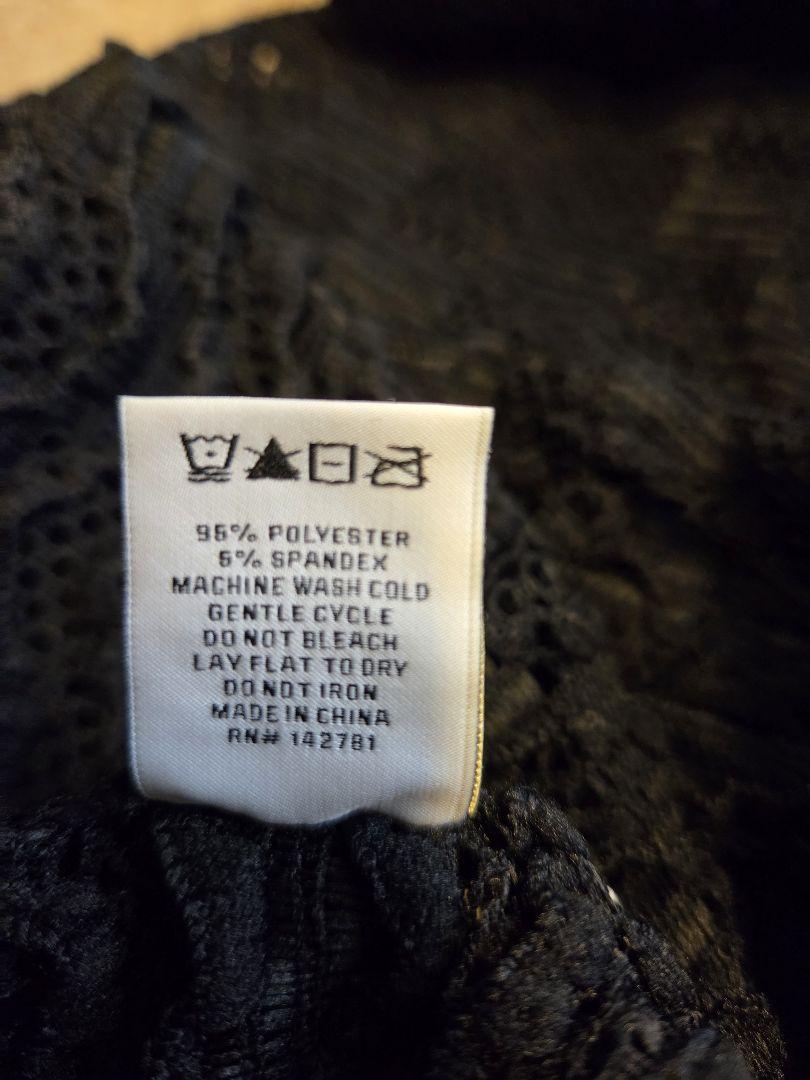 95% POLYESTER
5% SPANDEX
MACHINE WASH COLD
GENTLE CYCLE
DO NOT BLEACH
LAY FLAT TO DRY
DO NOT IRON
MADE IN CHINA
RN# 142781